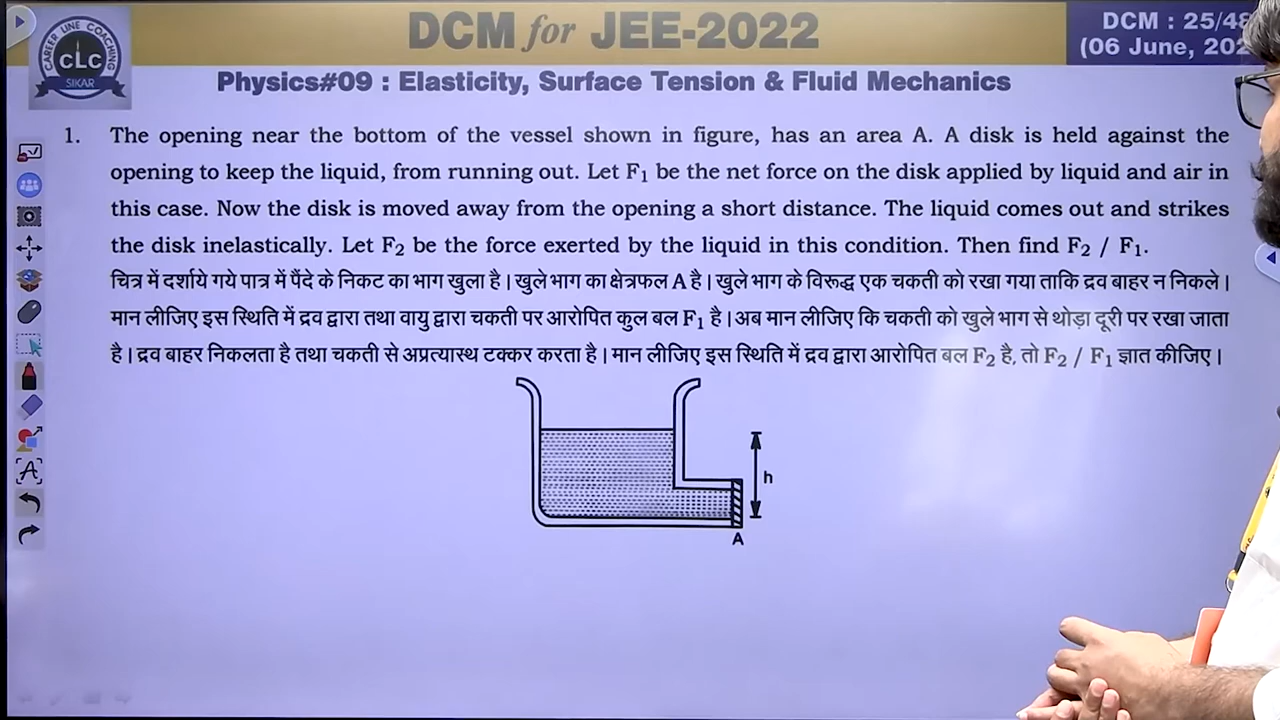 DCM for JEE-2022
DCM : 25/48
(06 June, 202
CAREER LINE COACHING
CLC
SIKAR
Physics#09 : Elasticity, Surface Tension & Fluid Mechanics
1. The opening near the bottom of the vessel shown in figure, has an area A. A disk is held against the
opening to keep the liquid, from running out. Let F₁ be the net force on the disk applied by liquid and air in
this case. Now the disk is moved away from the opening a short distance. The liquid comes out and strikes
the disk inelastically. Let F₂ be the force exerted by the liquid in this condition. Then find F₂ / F₁.
चित्र में दर्शाये गये पात्र में पैंदे के निकट का भाग खुला है। खुले भाग का क्षेत्रफल A है। खुले भाग के विरूद्ध एक चकती को रखा गया ताकि द्रव बाहर न निकले।
मान लीजिए इस स्थिति में द्रव द्वारा तथा वायु द्वारा चकती पर आरोपित कुल बल F₁ है। अब मान लीजिए कि चकती को खुले भाग से थोड़ा दूरी पर रखा जाता
है। द्रव बाहर निकलता है तथा चकती से अप्रत्यास्थ टक्कर करता है। मान लीजिए इस स्थिति में द्रव द्वारा आरोपित बल F₂ है, तो F₂ / F₁ ज्ञात कीजिए।
h
A